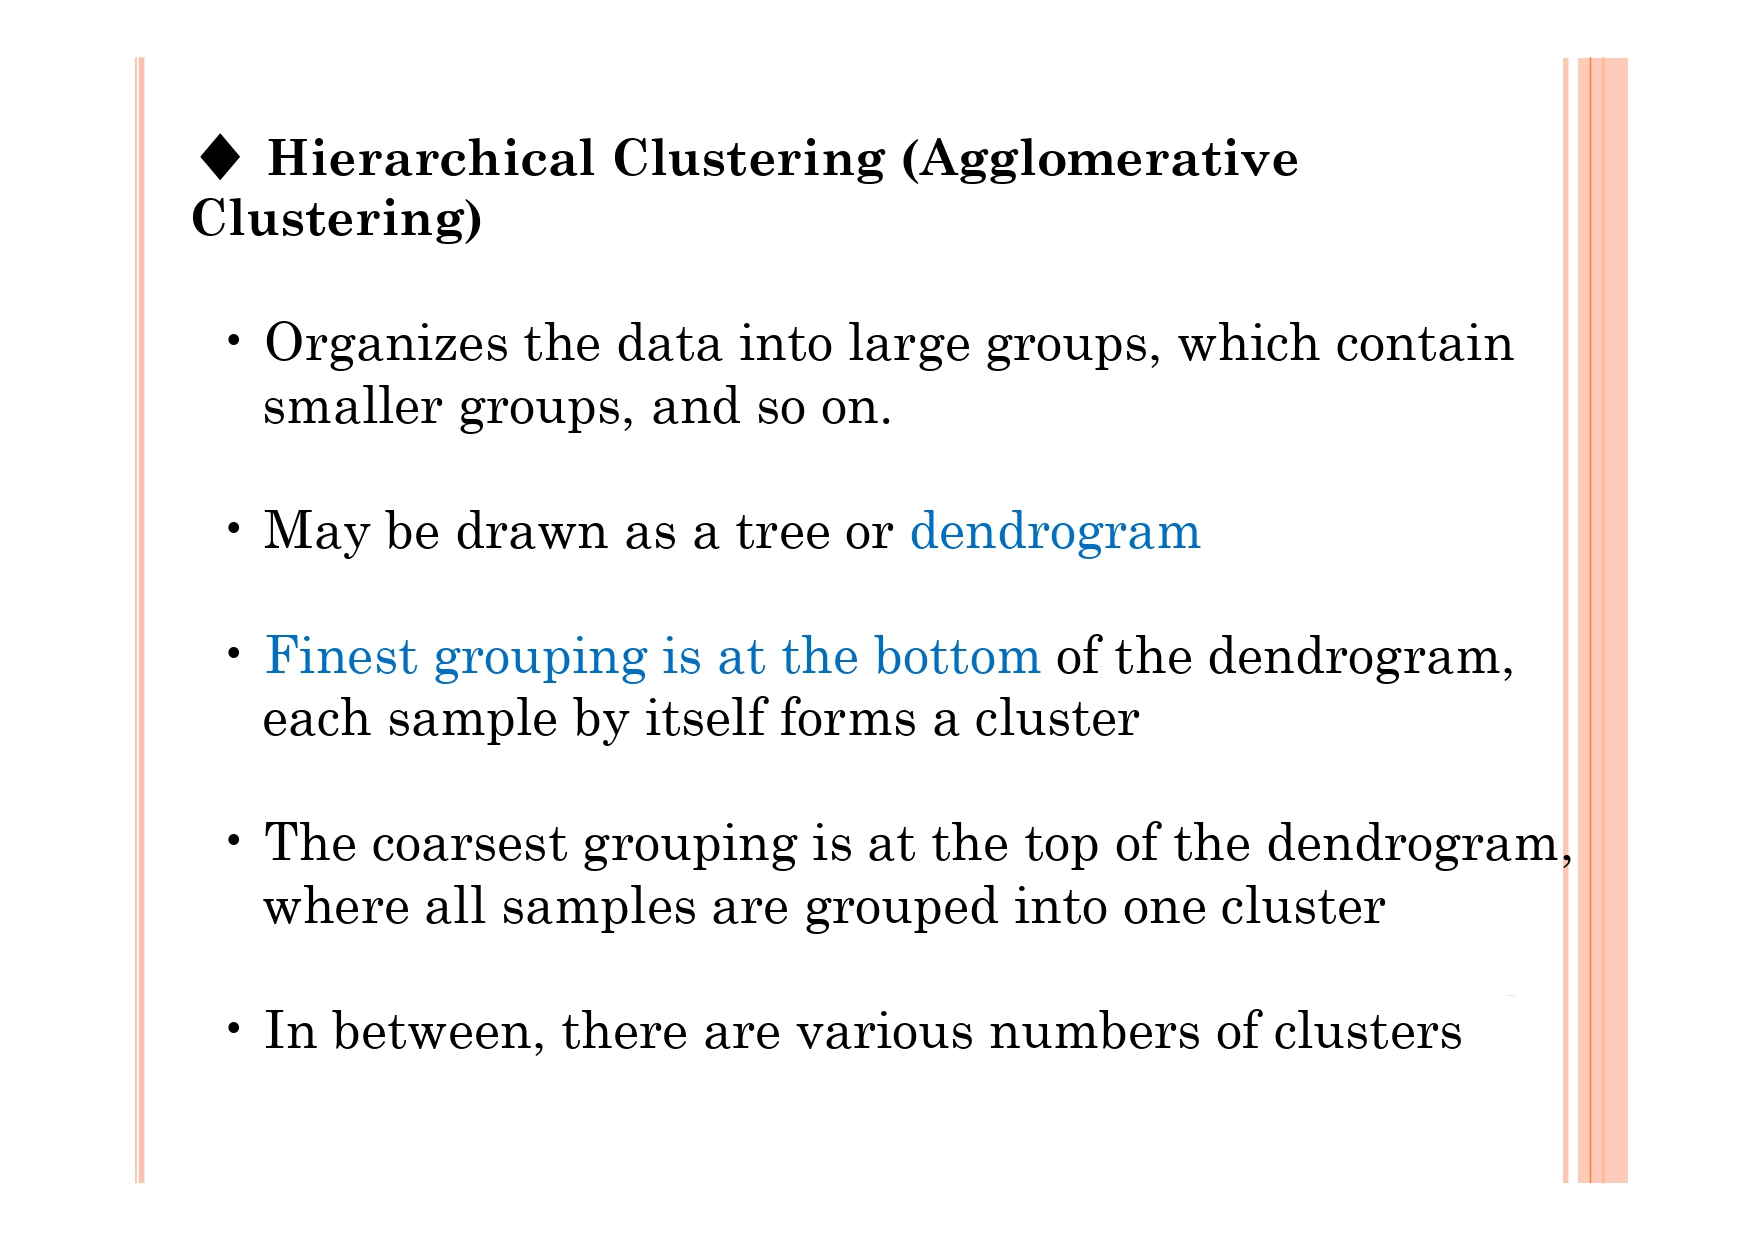 ♦ Hierarchical Clustering (Agglomerative
Clustering)
• Organizes the data into large groups, which contain
smaller groups, and so on.
• May be drawn as a tree or dendrogram
• Finest grouping is at the bottom of the dendrogram,
each sample by itself forms a cluster
• The coarsest grouping is at the top of the dendrogram,
where all samples are grouped into one cluster
• In between, there are various numbers of clusters